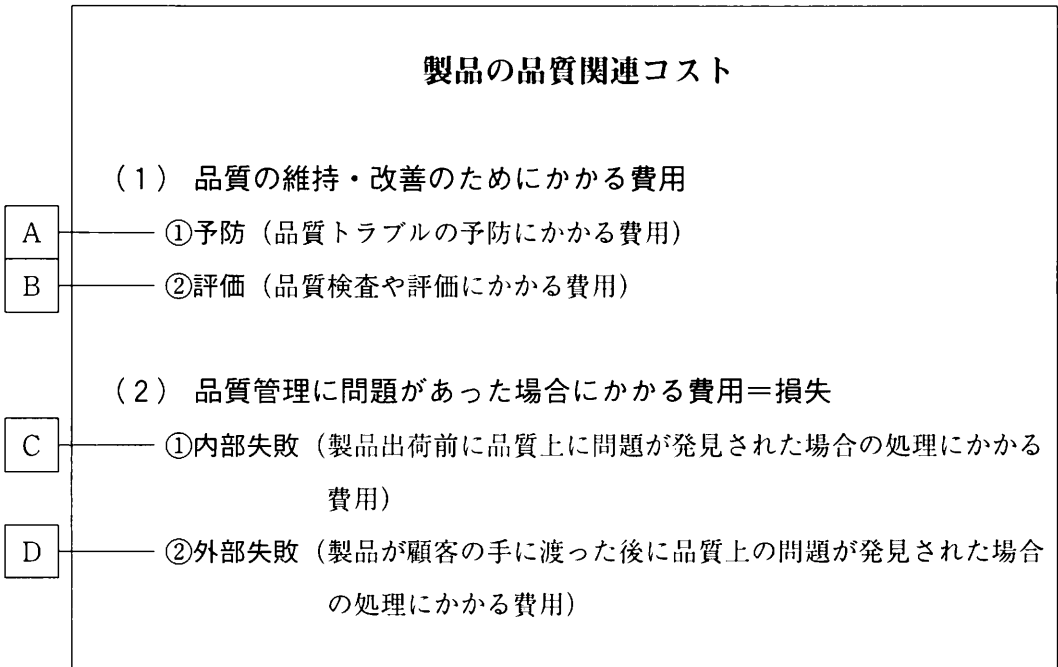 製品の品質関連コスト
(1) 品質の維持・改善のためにかかる費用
A ①予防(品質トラブルの予防にかかる費用)
B ②評価(品質検査や評価にかかる費用)
(2) 品質管理に問題があった場合にかかる費用＝損失
C ①内部失敗(製品出荷前に品質上に問題が発見された場合の処理にかかる
費用)
D ②外部失敗(製品が顧客の手に渡った後に品質上の問題が発見された場合
の処理にかかる費用)